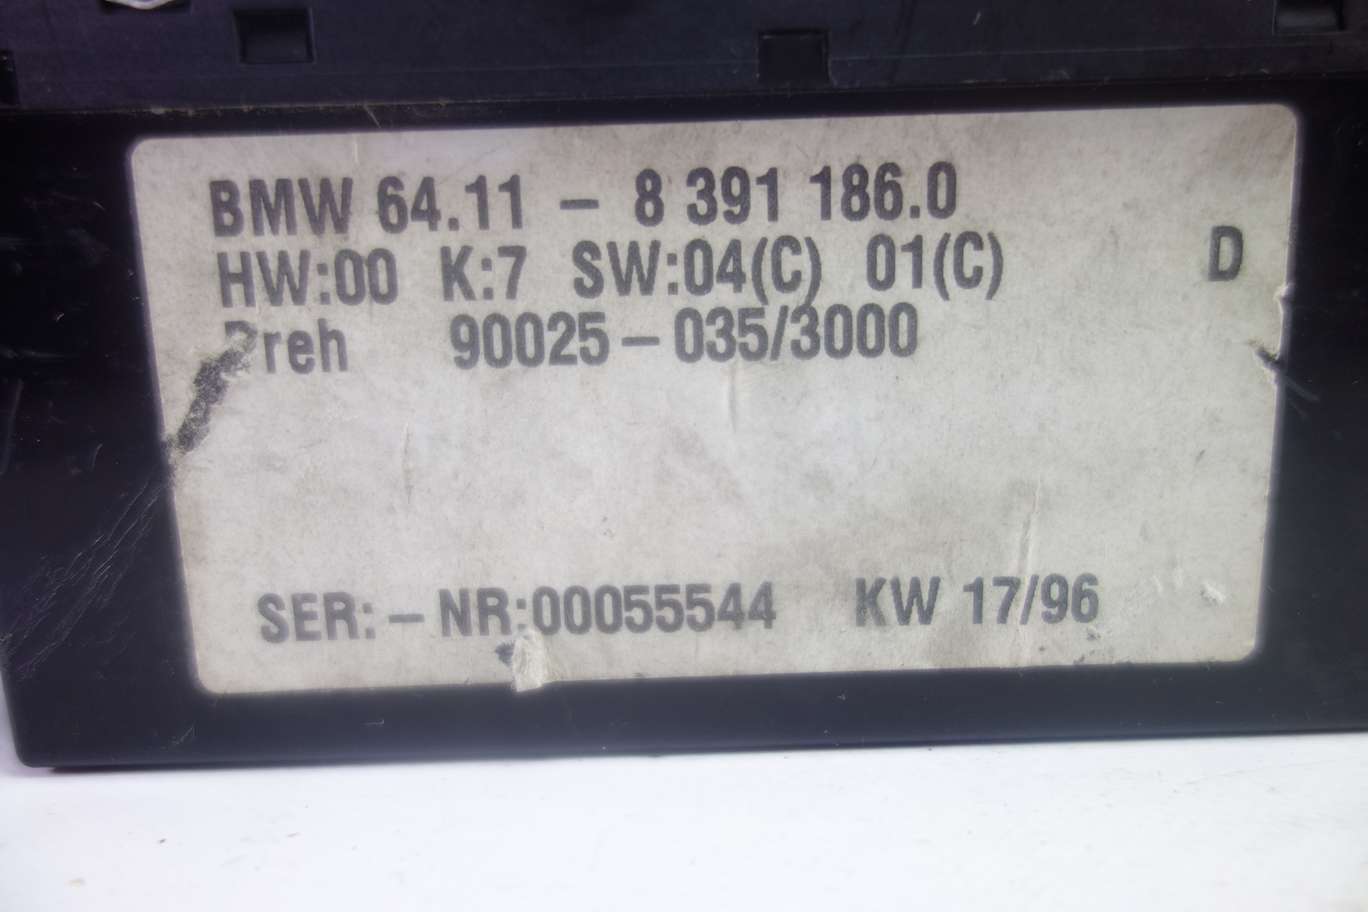 BMW 64.11 – 8 391 186.0
HW:00 K:7 SW:04(C) 01(C) D
Preh 90025–035/3000
SER:–NR:00055544 KW 17/96